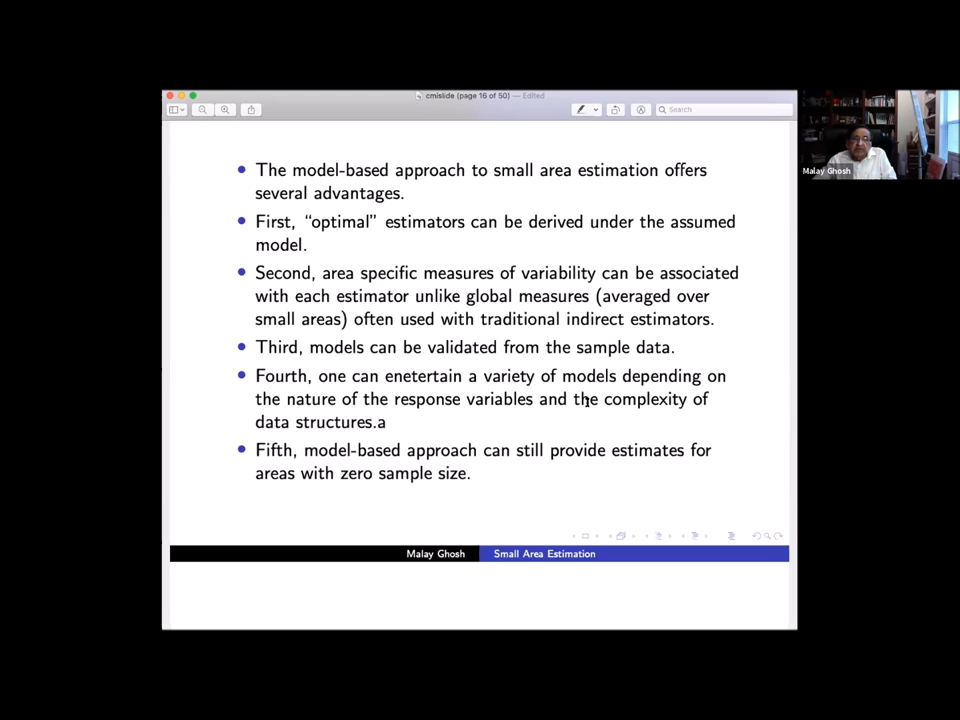 cmislide (page 16 of 50) — Edited
Search
• The model-based approach to small area estimation offers
several advantages.
• First, “optimal” estimators can be derived under the assumed
model.
• Second, area specific measures of variability can be associated
with each estimator unlike global measures (averaged over
small areas) often used with traditional indirect estimators.
• Third, models can be validated from the sample data.
• Fourth, one can enetertain a variety of models depending on
the nature of the response variables and the complexity of
data structures.a
• Fifth, model-based approach can still provide estimates for
areas with zero sample size.
Malay Ghosh
Small Area Estimation
Malay Ghosh